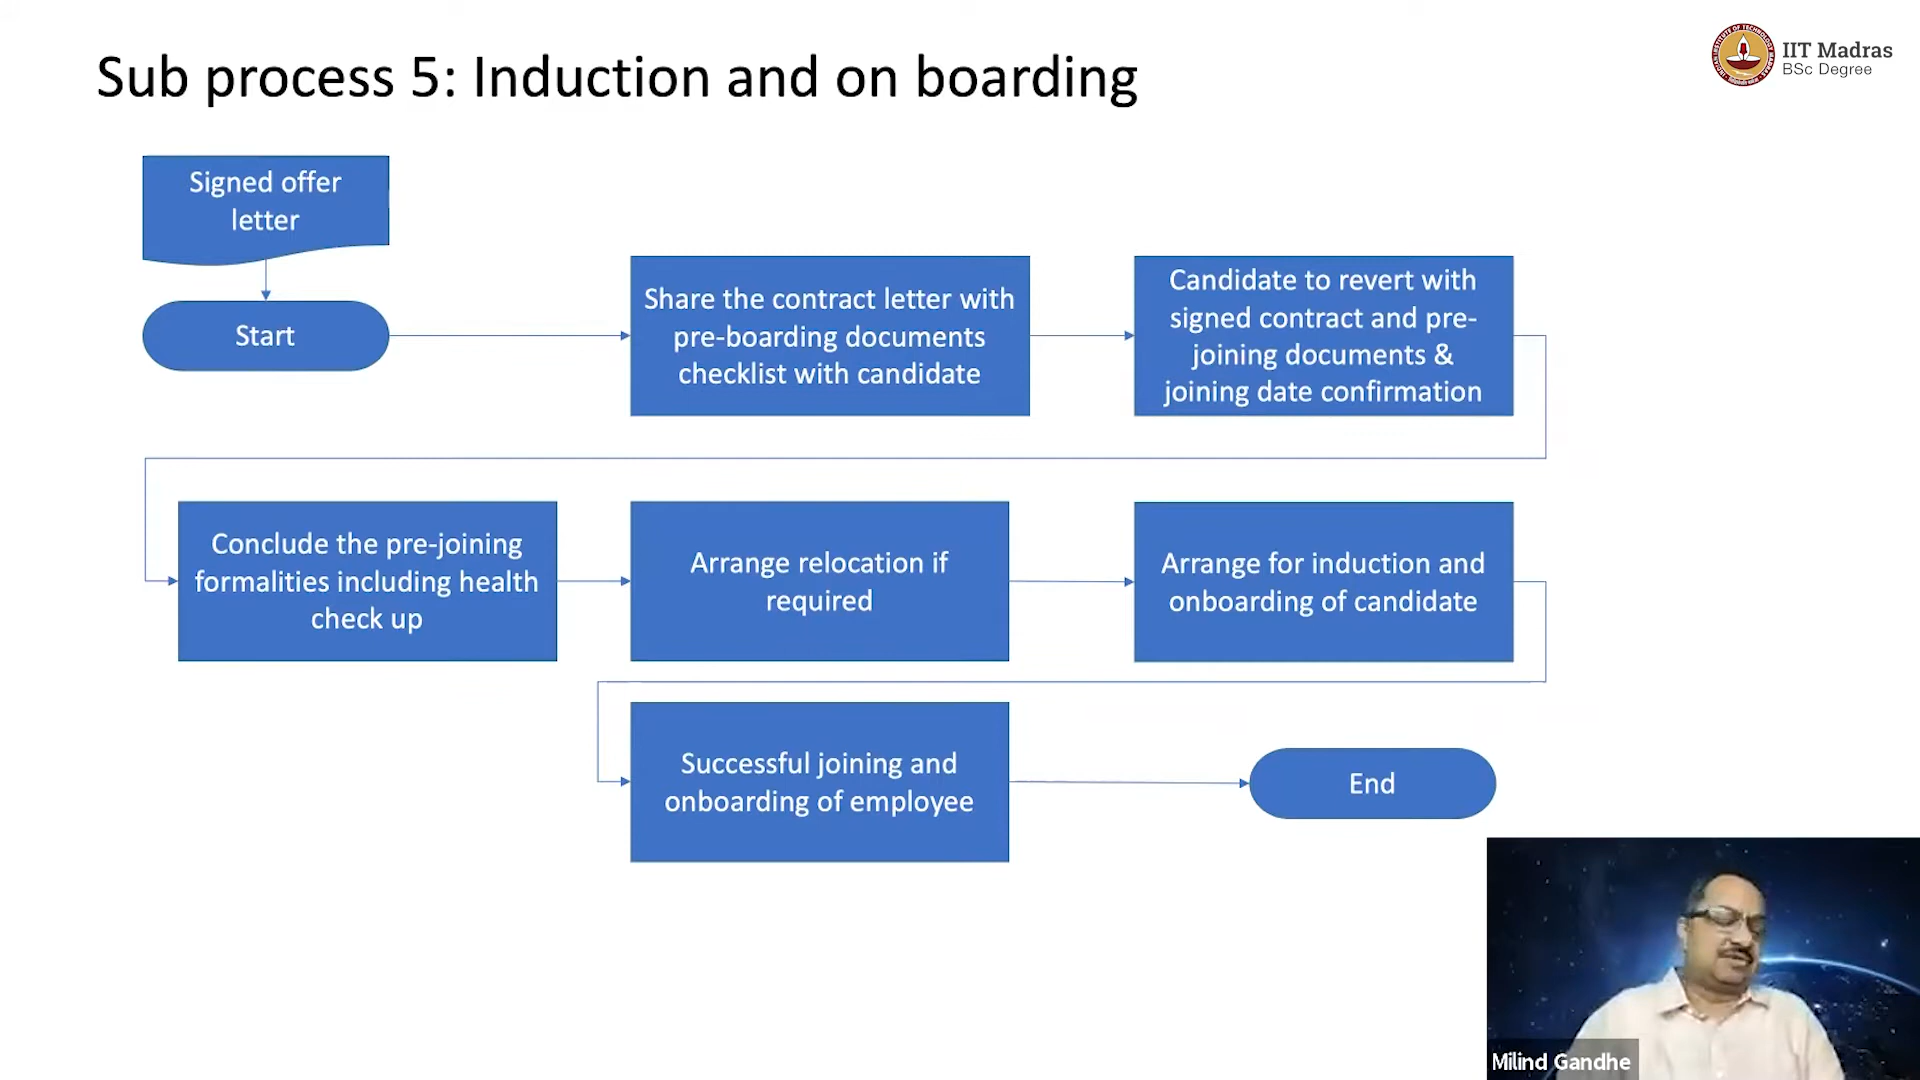 Sub process 5: Induction and on boarding
IIT Madras
BSc Degree
Signed offer
letter
Start
Share the contract letter with
pre-boarding documents
checklist with candidate
Candidate to revert with
signed contract and pre-
joining documents &
joining date confirmation
Conclude the pre-joining
formalities including health
check up
Arrange relocation if
required
Arrange for induction and
onboarding of candidate
Successful joining and
onboarding of employee
End
Milind Gandhe